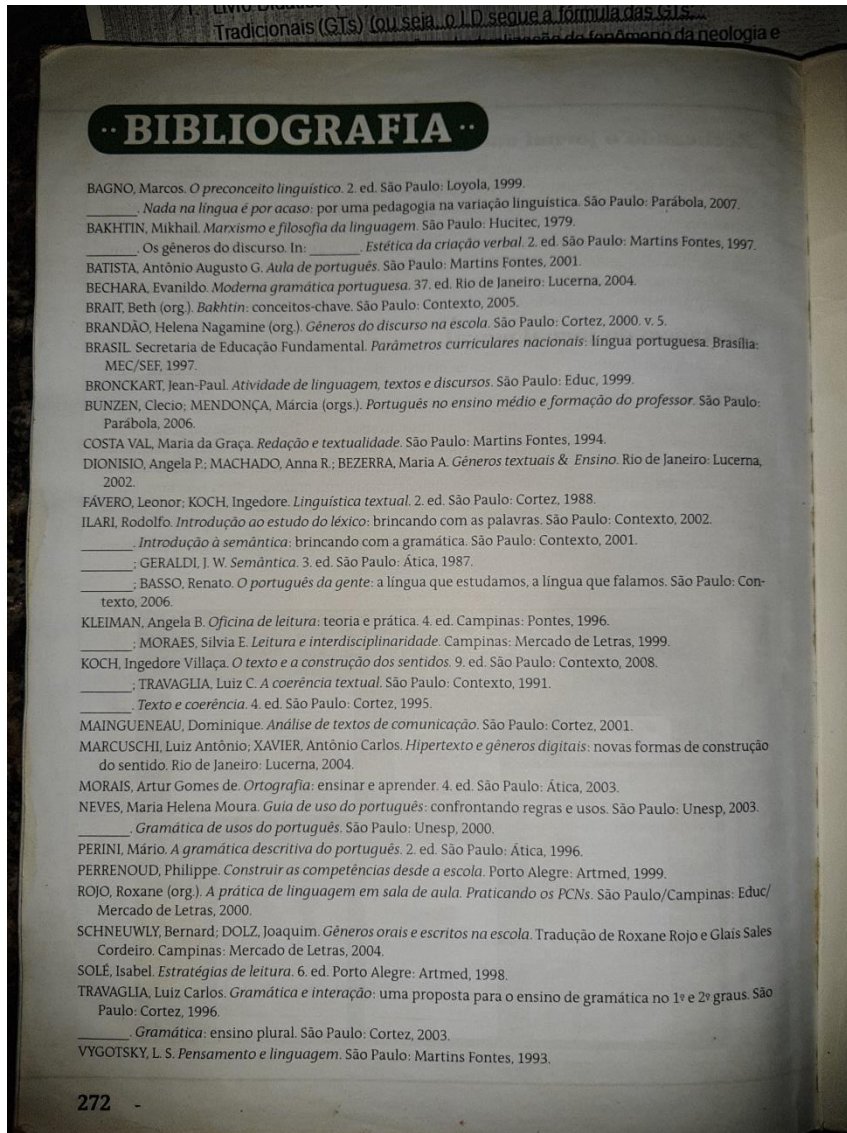 1. Livro
Tradicionais (GTs) (ou seja, o LD segue a fórmula das GTs
do fenômeno da neologia e
·· BIBLIOGRAFIA ··
BAGNO, Marcos. O preconceito linguístico. 2. ed. São Paulo: Loyola, 1999.
_______. Nada na língua é por acaso: por uma pedagogia na variação linguística. São Paulo: Parábola, 2007.
BAKHTIN, Mikhail. Marxismo e filosofia da linguagem. São Paulo: Hucitec, 1979.
_______. Os gêneros do discurso. In: _______. Estética da criação verbal. 2. ed. São Paulo: Martins Fontes, 1997.
BATISTA, Antônio Augusto G. Aula de português. São Paulo: Martins Fontes, 2001.
BECHARA, Evanildo. Moderna gramática portuguesa. 37. ed. Rio de Janeiro: Lucerna, 2004.
BRAIT, Beth (org.). Bakhtin: conceitos-chave. São Paulo: Contexto, 2005.
BRANDÃO, Helena Nagamine (org.). Gêneros do discurso na escola. São Paulo: Cortez, 2000. v. 5.
BRASIL. Secretaria de Educação Fundamental. Parâmetros curriculares nacionais: língua portuguesa. Brasília:
MEC/SEF, 1997.
BRONCKART, Jean-Paul. Atividade de linguagem, textos e discursos. São Paulo: Educ, 1999.
BUNZEN, Clecio; MENDONÇA, Márcia (orgs.). Português no ensino médio e formação do professor. São Paulo:
Parábola, 2006.
COSTA VAL, Maria da Graça. Redação e textualidade. São Paulo: Martins Fontes, 1994.
DIONISIO, Angela P.; MACHADO, Anna R.; BEZERRA, Maria A. Gêneros textuais & Ensino. Rio de Janeiro: Lucerna,
2002.
FÁVERO, Leonor; KOCH, Ingedore. Linguística textual. 2. ed. São Paulo: Cortez, 1988.
ILARI, Rodolfo. Introdução ao estudo do léxico: brincando com as palavras. São Paulo: Contexto, 2002.
_______. Introdução à semântica: brincando com a gramática. São Paulo: Contexto, 2001.
_______; GERALDI, J. W. Semântica. 3. ed. São Paulo: Ática, 1987.
_______; BASSO, Renato. O português da gente: a língua que estudamos, a língua que falamos. São Paulo: Con-
texto, 2006.
KLEIMAN, Angela B. Oficina de leitura: teoria e prática. 4. ed. Campinas: Pontes, 1996.
_______; MORAES, Silvia E. Leitura e interdisciplinaridade. Campinas: Mercado de Letras, 1999.
KOCH, Ingedore Villaça. O texto e a construção dos sentidos. 9. ed. São Paulo: Contexto, 2008.
_______; TRAVAGLIA, Luiz C. A coerência textual. São Paulo: Contexto, 1991.
_______. Texto e coerência. 4. ed. São Paulo: Cortez, 1995.
MAINGUENEAU, Dominique. Análise de textos de comunicação. São Paulo: Cortez, 2001.
MARCUSCHI, Luiz Antônio; XAVIER, Antônio Carlos. Hipertexto e gêneros digitais: novas formas de construção
do sentido. Rio de Janeiro: Lucerna, 2004.
MORAIS, Artur Gomes de. Ortografia: ensinar e aprender. 4. ed. São Paulo: Ática, 2003.
NEVES, Maria Helena Moura. Guia de uso do português: confrontando regras e usos. São Paulo: Unesp, 2003.
_______. Gramática de usos do português. São Paulo: Unesp, 2000.
PERINI, Mário. A gramática descritiva do português. 2. ed. São Paulo: Ática, 1996.
PERRENOUD, Philippe. Construir as competências desde a escola. Porto Alegre: Artmed, 1999.
ROJO, Roxane (org.). A prática de linguagem em sala de aula. Praticando os PCNs. São Paulo/Campinas: Educ/
Mercado de Letras, 2000.
SCHNEUWLY, Bernard; DOLZ, Joaquim. Gêneros orais e escritos na escola. Tradução de Roxane Rojo e Glaís Sales
Cordeiro. Campinas: Mercado de Letras, 2004.
SOLÉ, Isabel. Estratégias de leitura. 6. ed. Porto Alegre: Artmed, 1998.
TRAVAGLIA, Luiz Carlos. Gramática e interação: uma proposta para o ensino de gramática no 1º e 2º graus. São
Paulo: Cortez, 1996.
_______. Gramática: ensino plural. São Paulo: Cortez, 2003.
VYGOTSKY, L. S. Pensamento e linguagem. São Paulo: Martins Fontes, 1993.
272 -